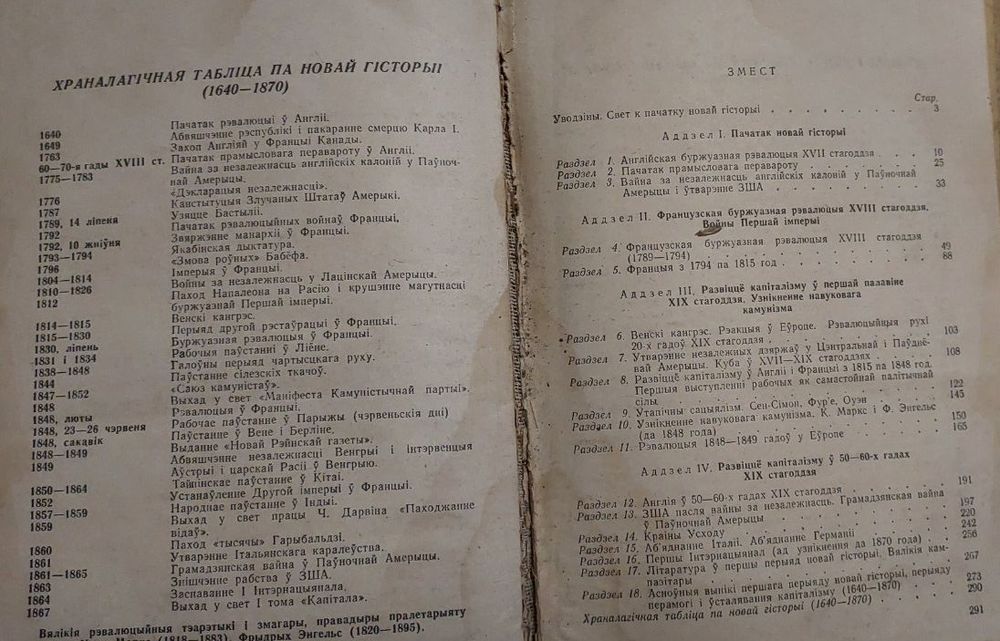 ХРАНАЛАГІЧНАЯ ТАБЛІЦА ПА НОВАЙ ГІСТОРЫІ
(1640—1870)
1640 Пачатак рэвалюцыі ў Англіі.
1649 Абвяшчэнне рэспублікі і пакаранне смерцю Карла I.
1763 Захоп Англіяй у Францыі Канады.
60—70-я гады XVIII ст. Пачатак прамысловага перавароту ў Англіі.
1775—1783 Вайна за незалежнасць англійскіх калоній у Паўноч-
най Амерыцы.
1776 «Дэкларацыя незалежнасці».
1787 Канстытуцыя Злучаных Штатаў Амерыкі.
1789, 14 ліпеня Узяцце Бастыліі.
1792 Пачатак рэвалюцыйных войнаў Францыі.
1792, 10 жніўня Звяржэнне манархіі ў Францыі.
1793—1794 Якабінская дыктатура.
1796 «Змова роўных» Бабёфа.
1804—1814 Імперыя ў Францыі.
1810—1826 Войны за незалежнасць у Лацінскай Амерыцы.
1812 Паход Напалеона на Расію і крушэнне магутнасці
буржуазнай Першай імперыі.
1814—1815 Венскі кангрэс.
1815—1830 Перыяд другой рэстаўрацыі ў Францыі.
1830, ліпень Буржуазная рэвалюцыя ў Францыі.
1831 і 1834 Рабочыя паўстанні ў Ліёне.
1838—1848 Галоўны перыяд чартысцкага руху.
1844 Паўстанне сілезскіх ткачоў.
1847—1852 «Саюз камуністаў».
1848 Выхад у свет «Маніфеста Камуністычнай партыі».
1848, люты Рэвалюцыя ў Францыі.
1848, 23—26 чэрвеня Рабочае паўстанне ў Парыжы (чэрвеньскія дні)
1848, сакавік Паўстанне ў Вене і Берліне.
1848—1849 Выданне «Новай Рэйнскай газеты».
1849 Абвяшчэнне незалежнасці Венгрыі і інтэрвенцыя
Аўстрыі і царскай Расіі ў Венгрыю.
1850—1864 Тайпінскае паўстанне ў Кітаі.
1852 Устанаўленне Другой імперыі ў Францыі.
1857—1859 Народнае паўстанне ў Індыі.
1859 Выхад у свет працы Ч. Дарвіна «Паходжанне
відаў».
1860 Паход «тысячы» Гарыбальдзі.
1861 Утварэнне Італьянскага каралеўства.
1861—1865 Грамадзянская вайна ў Паўночнай Амерыцы.
1863 Знішчэнне рабства ў ЗША.
1864 Заснаванне I Інтэрнацыянала.
1867 Выхад у свет I тома «Капітала».
Вялікія рэвалюцыйныя тэарэтыкі і змагары, правадыры пралетарыяту
(1818—1883). Фрыдрых Энгельс (1820—1895).
ЗМЕСТ
Стар.
Уводзіны. Свет к пачатку новай гісторыі 3
Аддзел I. Пачатак новай гісторыі
Раздзел 1. Англійская буржуазная рэвалюцыя XVII стагоддзя 10
Раздзел 2. Пачатак прамысловага перавароту 25
Раздзел 3. Вайна за незалежнасць англійскіх калоній у Паўночнай
Амерыцы і ўтварэнне ЗША 33
Аддзел II. Французская буржуазная рэвалюцыя XVIII стагоддзя.
Войны Першай імперыі
Раздзел 4. Французская буржуазная рэвалюцыя XVIII стагоддзя
(1789—1794) 49
Раздзел 5. Францыя з 1794 па 1815 год 88
Аддзел III. Развіццё капіталізму ў першай палавіне
XIX стагоддзя. Узнікненне навуковага
камунізма
Раздзел 6. Венскі кангрэс. Рэакцыя ў Еўропе. Рэвалюцыйныя рухі
20-х гадоў XIX стагоддзя 103
Раздзел 7. Утварэнне незалежных дзяржаў у Цэнтральнай і Паўднё-
вай Амерыцы. Куба ў XVII—XIX стагоддзях 108
Раздзел 8. Развіццё капіталізму ў Англіі і Францыі з 1815 па 1848 год.
Першыя выступленні рабочых як самастойнай палітычнай
сілы 122
Раздзел 9. Утапічны сацыялізм. Сен-Сімон, Фур'е, Оуэн 145
Раздзел 10. Узнікненне навуковага камунізма. К. Маркс і Ф. Энгельс
(да 1848 года) 150
Раздзел 11. Рэвалюцыя 1848—1849 гадоў у Еўропе 165
Аддзел IV. Развіццё капіталізму ў 50—60-х гадах
XIX стагоддзя
Раздзел 12. Англія ў 50—60-х гадах XIX стагоддзя 191
Раздзел 13. ЗША пасля вайны за незалежнасць. Грамадзянская вайна
ў Паўночнай Амерыцы 197
Раздзел 14. Краіны Усходу 220
Раздзел 15. Аб'яднанне Італіі. Аб'яднанне Германіі 242
Раздзел 16. Першы Інтэрнацыянал (ад узнікнення да 1870 года) 256
Раздзел 17. Літаратура ў першы перыяд новай гісторыі. Вялікія кам-
пазітары 267
Раздзел 18. Асноўныя вынікі першага перыяду новай гісторыі, перыяду
перамогі і ўсталявання капіталізму (1640—1870) 273
Храналагічная табліца па новай гісторыі (1640—1870) 290
291